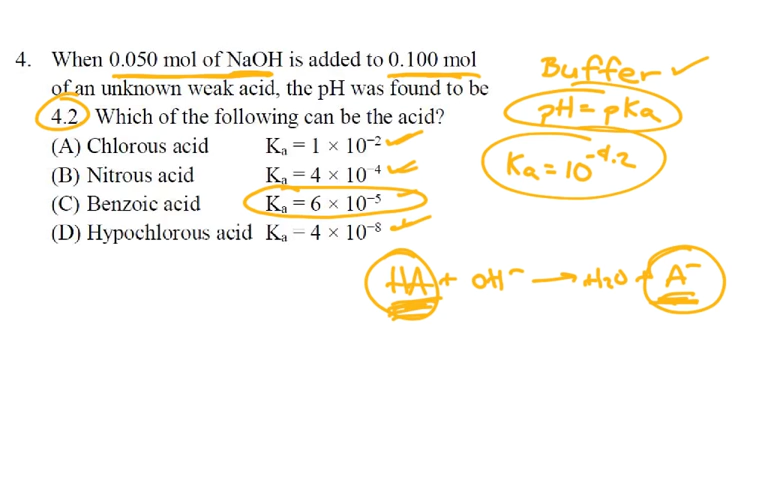 4. When 0.050 mol of NaOH is added to 0.100 mol
of an unknown weak acid, the pH was found to be
4.2 Which of the following can be the acid?
(A) Chlorous acid Kₐ = 1 × 10⁻²
(B) Nitrous acid Kₐ = 4 × 10⁻⁴
(C) Benzoic acid Kₐ = 6 × 10⁻⁵
(D) Hypochlorous acid Kₐ = 4 × 10⁻⁸
Buffer ✓
pH = pKa
Ka = 10⁻⁴·²
HA + OH⁻ → H₂O + A⁻